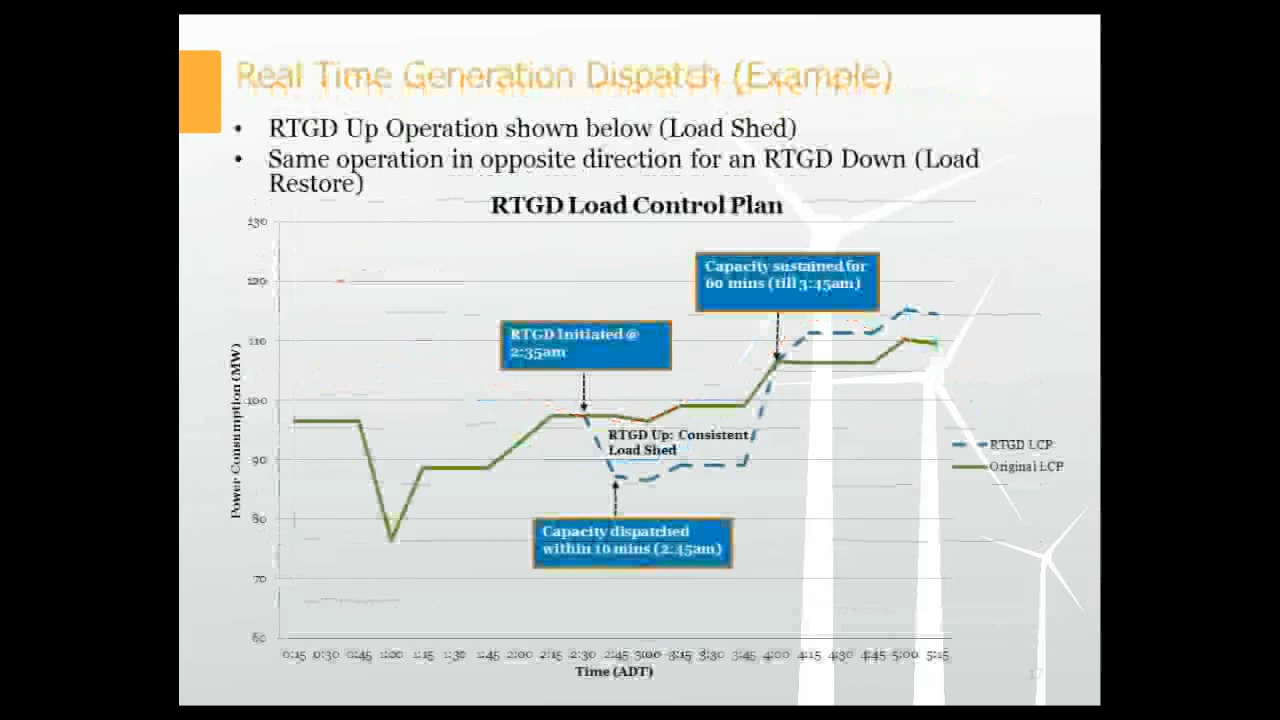 Real Time Generation Dispatch (Example)
• RTGD Up Operation shown below (Load Shed)
• Same operation in opposite direction for an RTGD Down (Load
Restore)
RTGD Load Control Plan
130
120
110
100
90
80
70
60
Power Consumption (MW)
Capacity sustained for
60 mins (till 3:45am)
RTGD Initiated @
2:35am
RTGD Up: Consistent
Load Shed
Capacity dispatched
within 10 mins (2:45am)
RTGD LCP
Original LCP
0:15 0:30 0:45 1:00 1:15 1:30 1:45 2:00 2:15 2:30 2:45 3:00 3:15 3:30 3:45 4:00 4:15 4:30 4:45 5:00 5:15
Time (ADT)
17